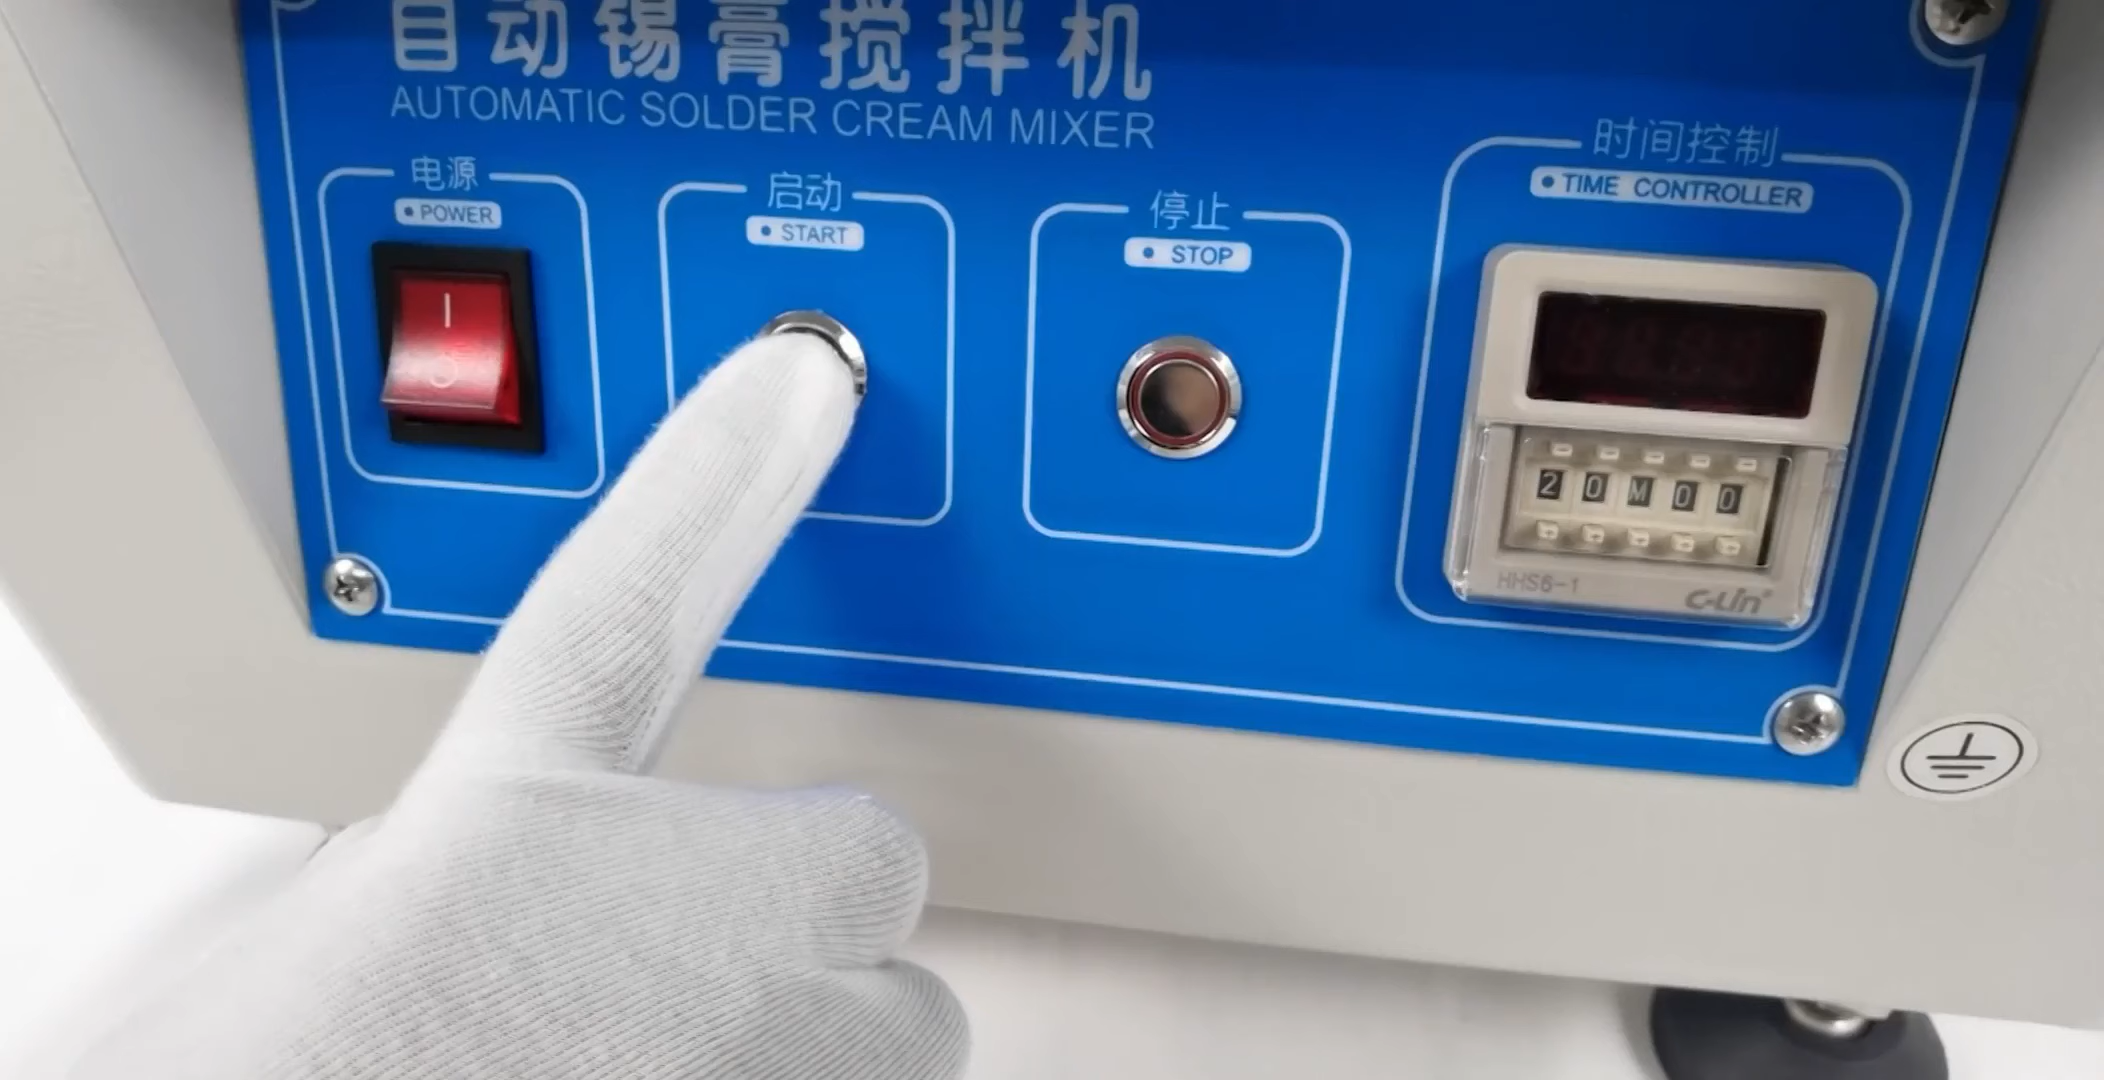 自动锡膏搅拌机
AUTOMATIC SOLDER CREAM MIXER
电源
POWER
启动
START
停止
STOP
时间控制
TIME CONTROLLER
I
O
20M00
HHS6-1
C-Lin